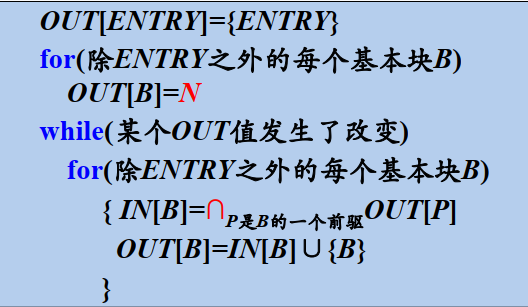 OUT[ENTRY]={ENTRY}
for(除ENTRY之外的每个基本块B)
OUT[B]=N
while(某个OUT值发生了改变)
for(除ENTRY之外的每个基本块B)
{ IN[B]=∩P是B的一个前驱OUT[P]
OUT[B]=IN[B]∪{B}
}